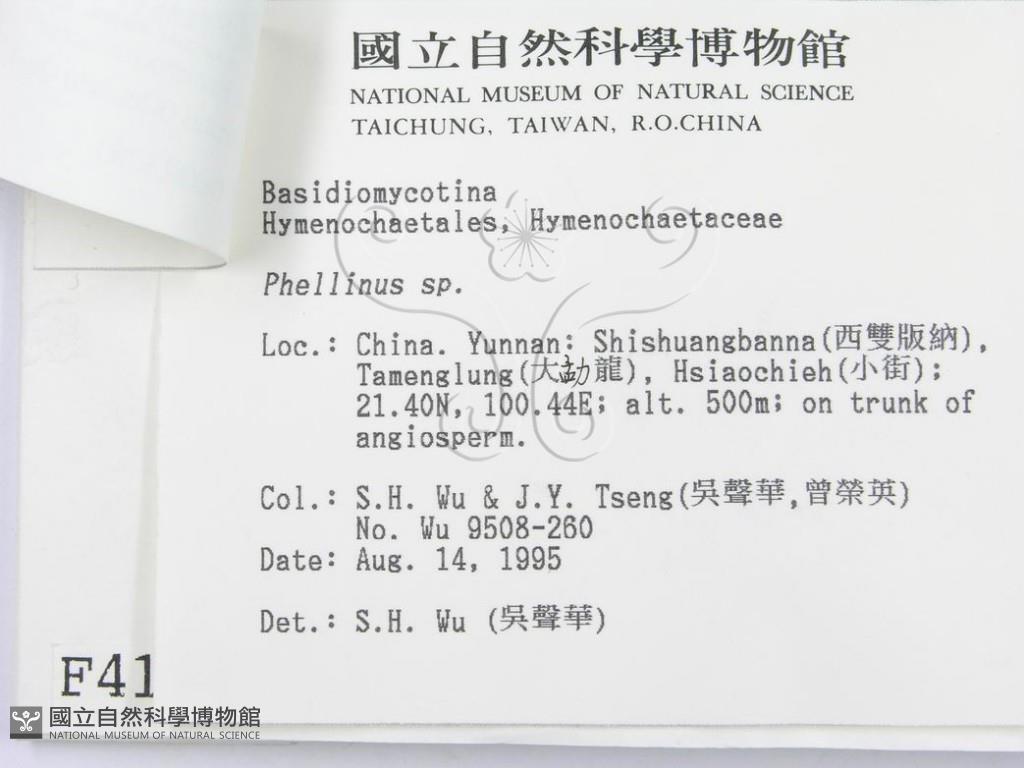 國立自然科學博物館
NATIONAL MUSEUM OF NATURAL SCIENCE
TAICHUNG, TAIWAN, R.O.CHINA
Basidiomycotina
Hymenochaetales, Hymenochaetaceae
Phellinus sp.
Loc.: China. Yunnan: Shishuangbanna(西雙版納),
Tamenglung(大勐龍), Hsiaochieh(小街);
21.40N, 100.44E; alt. 500m; on trunk of
angiosperm.
Col.: S.H. Wu & J.Y. Tseng(吳聲華,曾榮英)
No. Wu 9508-260
Date: Aug. 14, 1995
Det.: S.H. Wu (吳聲華)
F41
國立自然科學博物館
NATIONAL MUSEUM OF NATURAL SCIENCE